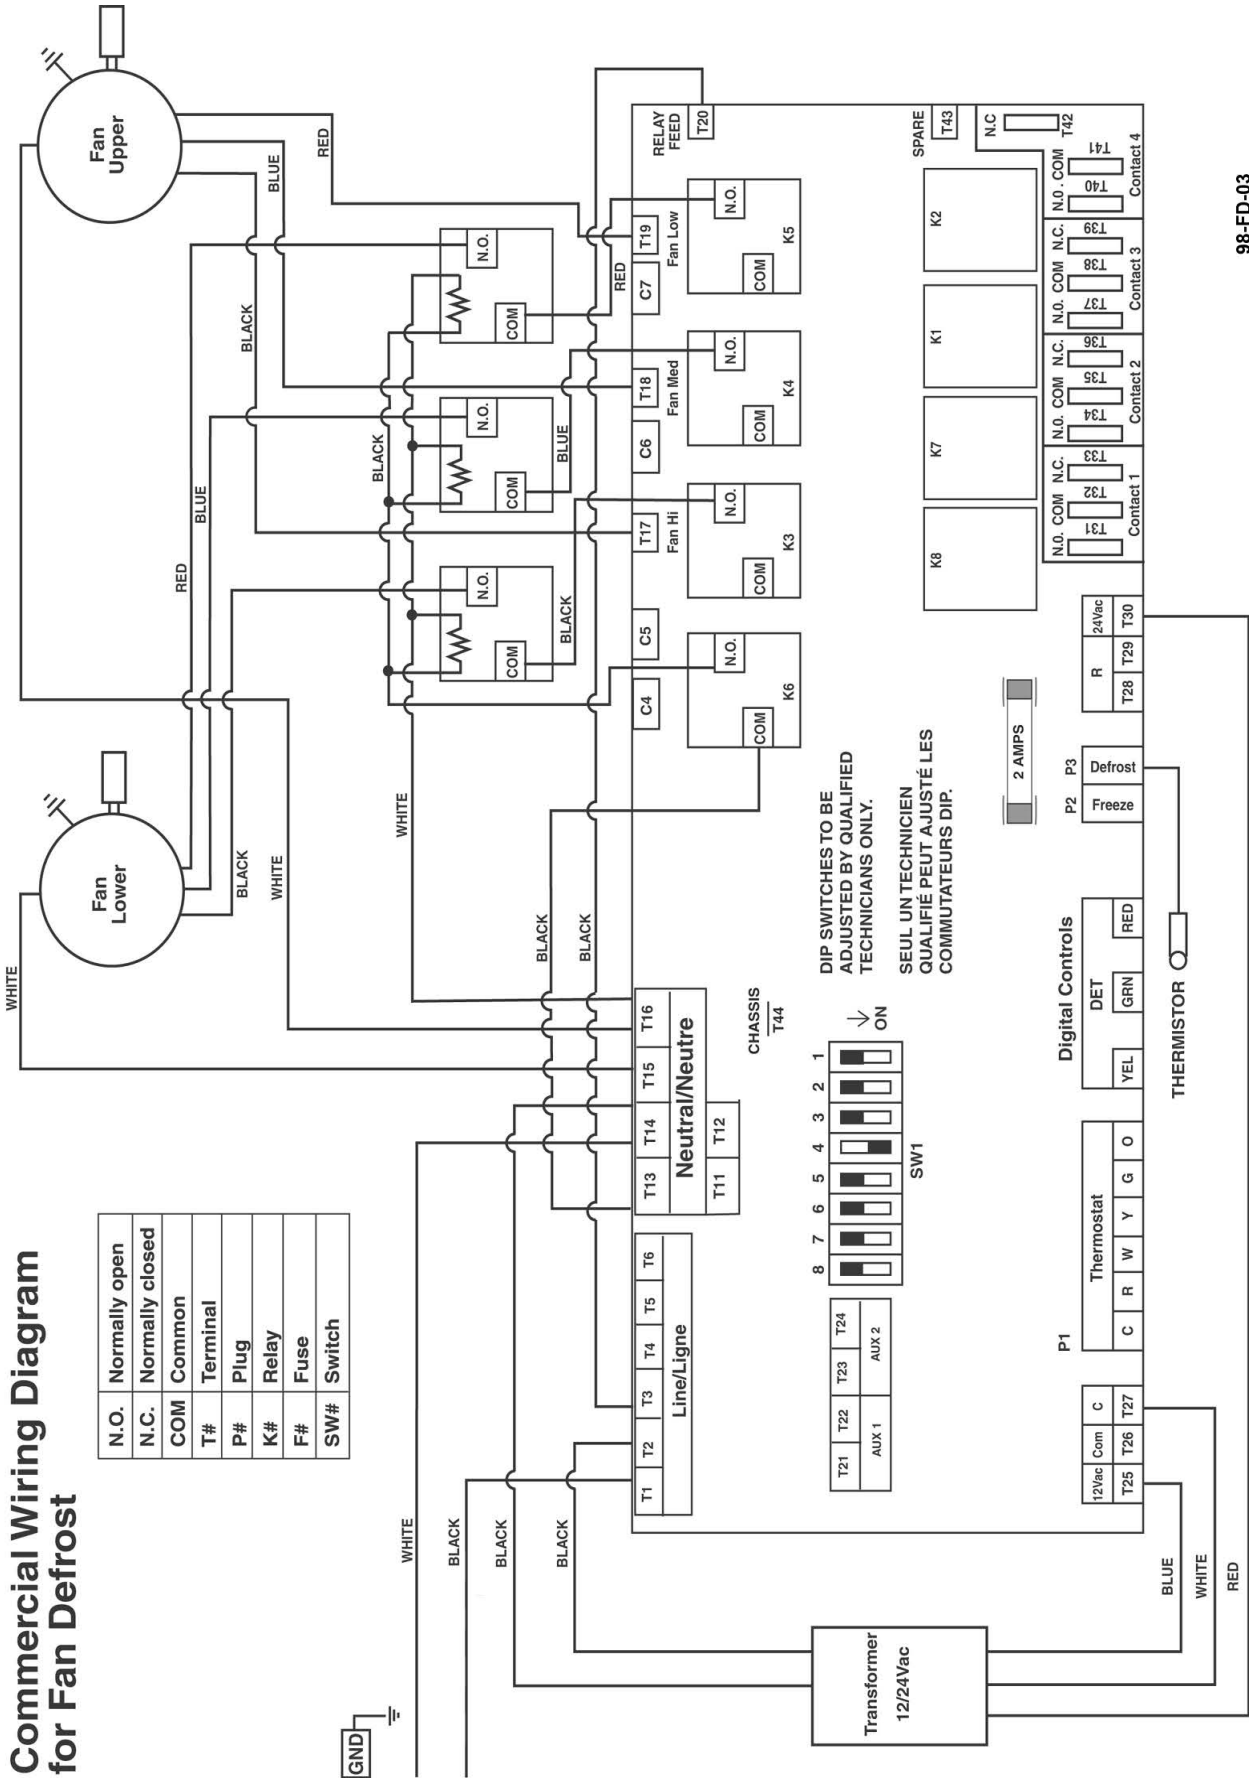 Commercial Wiring Diagram
for Fan Defrost
N.O. Normally open
N.C. Normally closed
COM Common
T# Terminal
P# Plug
K# Relay
F# Fuse
SW# Switch
GND
WHITE
BLACK
BLACK
BLACK
WHITE
Fan
Lower
Fan
Upper
BLACK
WHITE
RED
BLUE
BLACK
BLUE
RED
WHITE
BLACK
N.O.
COM
BLACK
N.O.
COM
BLUE
N.O.
COM
RED
BLACK
BLACK
T1
T2
T3
T4
T5
T6
Line/Ligne
T13
T14
T15
T16
Neutral/Neutre
T11
T12
C4
C5
T17
Fan Hi
C6
T18
Fan Med
C7
T19
Fan Low
RELAY
FEED
T20
COM
N.O.
K6
COM
N.O.
K3
COM
N.O.
K4
COM
N.O.
K5
CHASSIS
T44
T21
T22
T23
T24
AUX 1
AUX 2
8
7
6
5
4
3
2
1
ON
SW1
DIP SWITCHES TO BE
ADJUSTED BY QUALIFIED
TECHNICIANS ONLY.
SEUL UN TECHNICIEN
QUALIFIÉ PEUT AJUSTÉ LES
COMMUTATEURS DIP.
K8
K7
K1
K2
SPARE
T43
2 AMPS
N.C
T42
N.O. COM N.C.
T31
T32
T33
Contact 1
N.O. COM N.C.
T34
T35
T36
Contact 2
N.O. COM N.C.
T37
T38
T39
Contact 3
N.O. COM
T40
T41
Contact 4
Transformer
12/24Vac
12Vac
Com
C
T25
T26
T27
P1
Thermostat
C
R
W
Y
G
O
Digital Controls
DET
YEL
GRN
RED
P2
P3
Freeze
Defrost
R
24Vac
T28
T29
T30
THERMISTOR
BLUE
WHITE
RED
98-FD-03